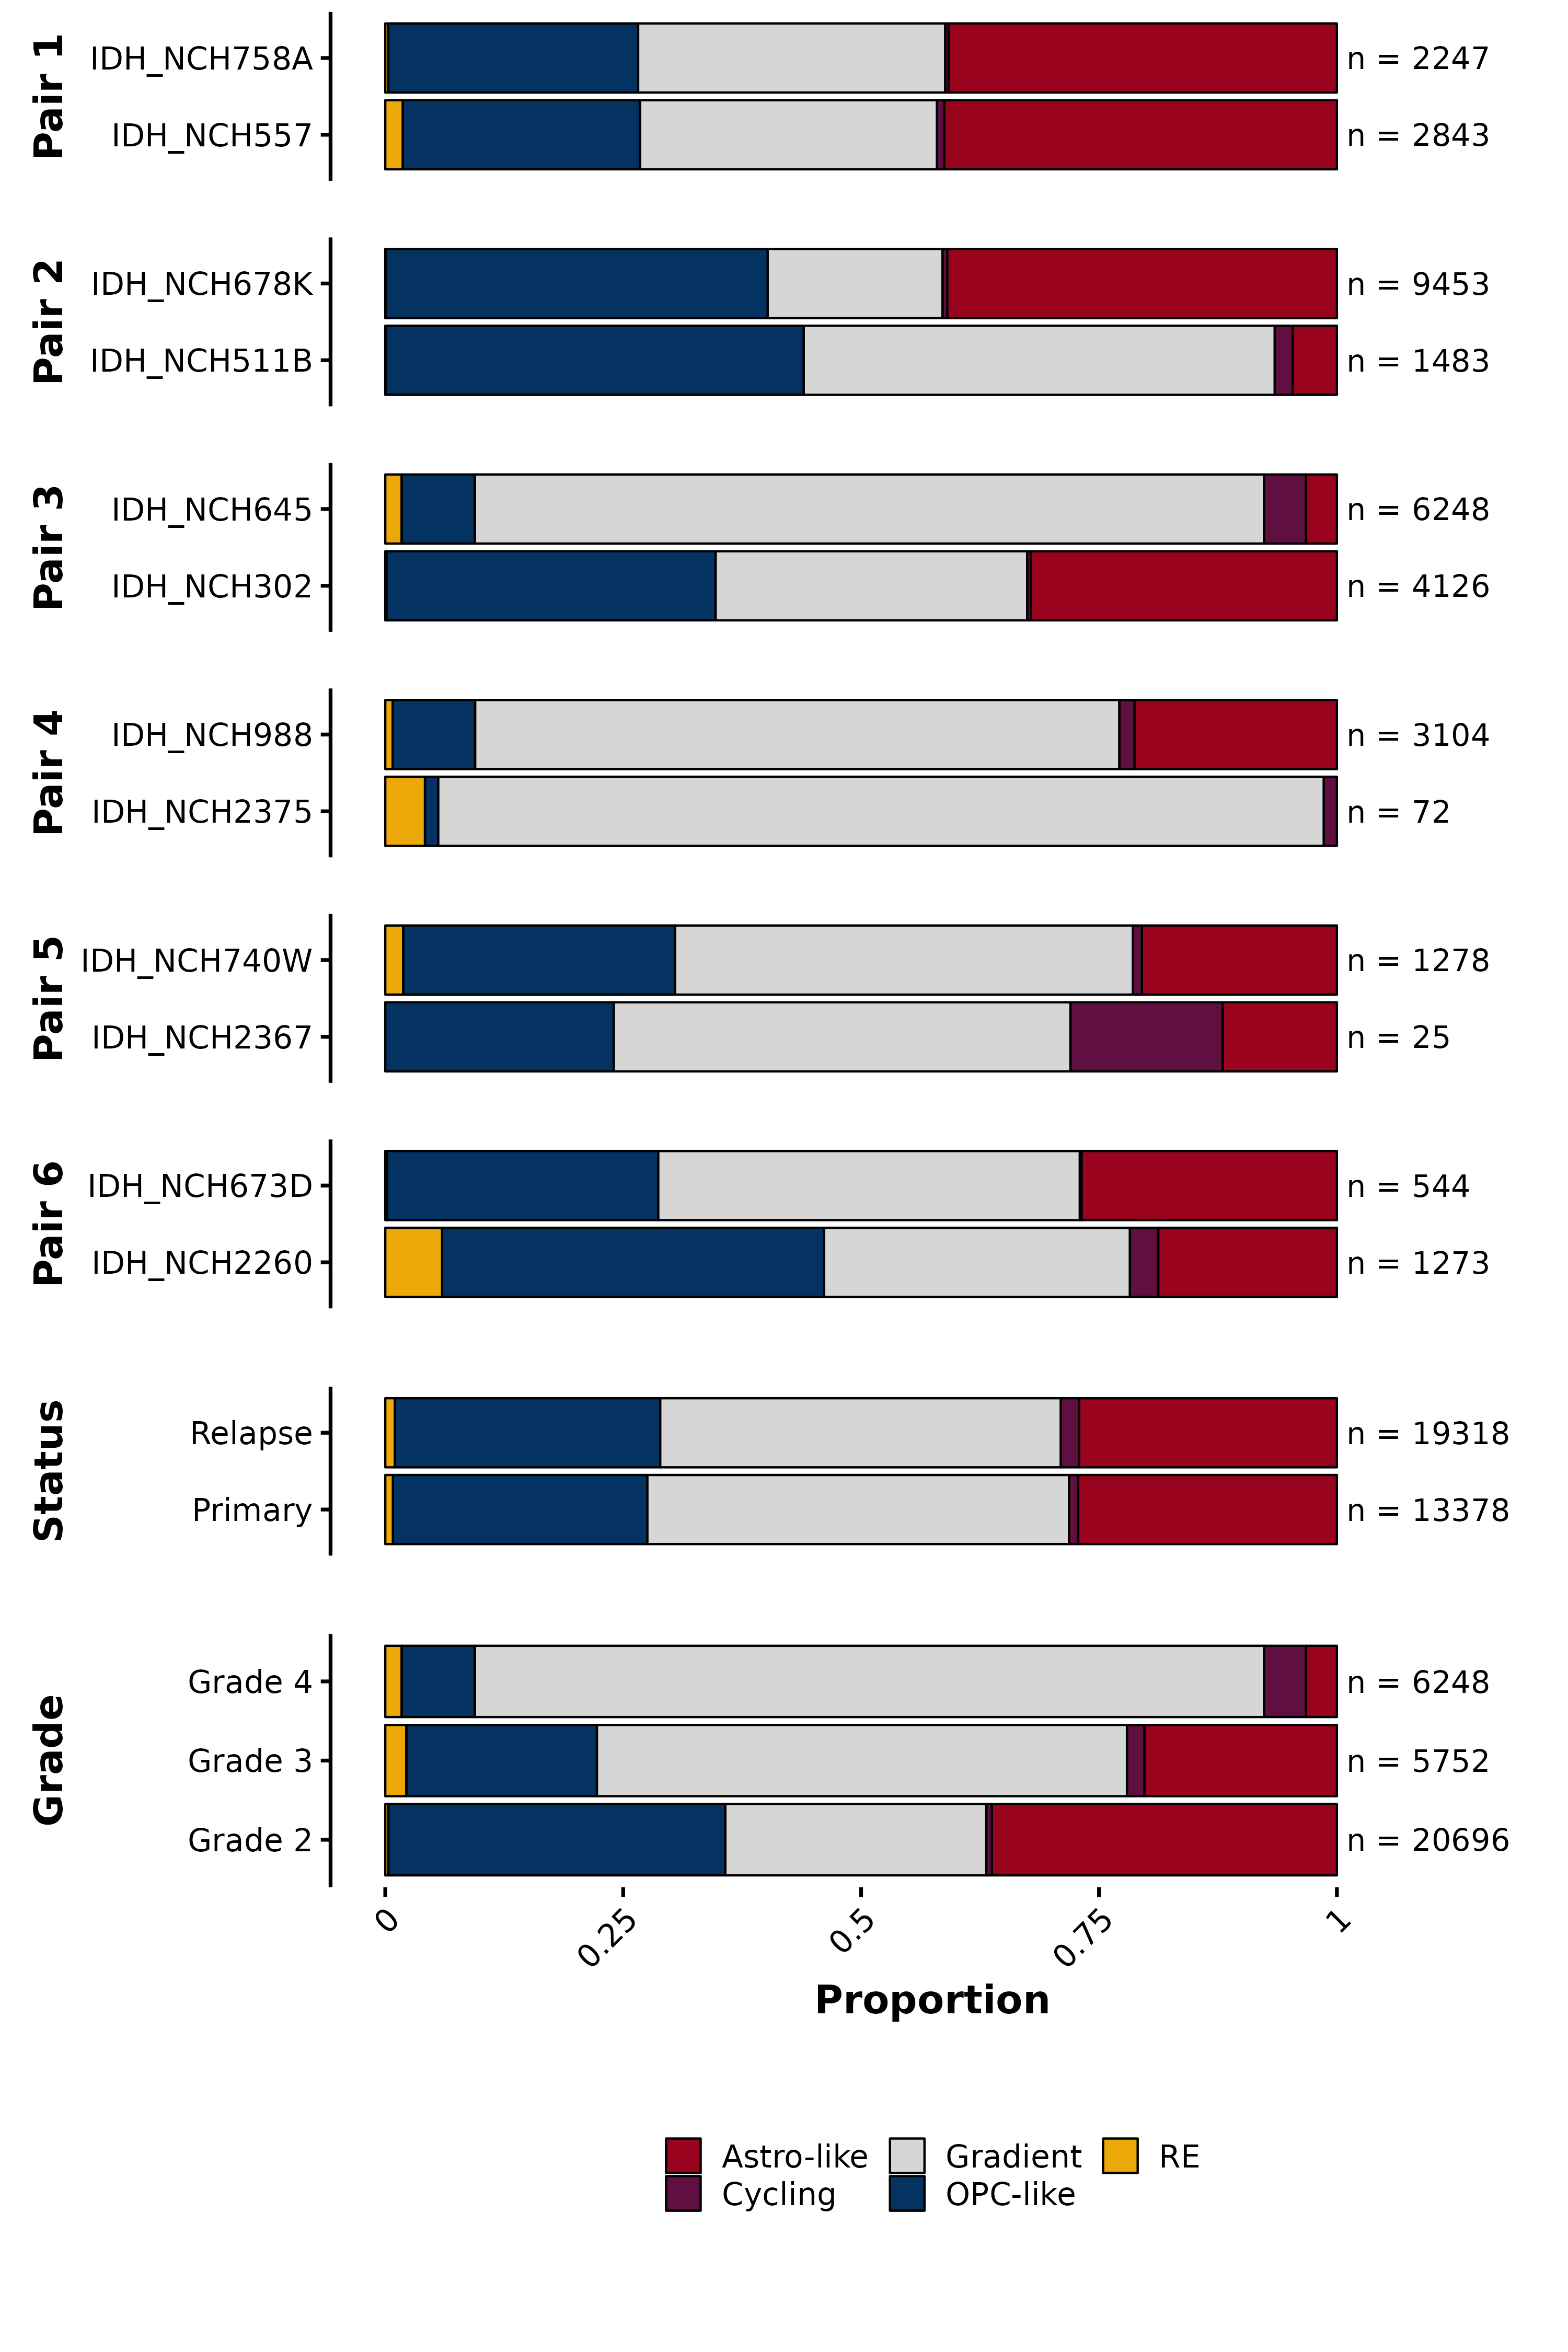 Pair 1
IDH_NCH758A
n = 2247
IDH_NCH557
n = 2843
Pair 2
IDH_NCH678K
n = 9453
IDH_NCH511B
n = 1483
Pair 3
IDH_NCH645
n = 6248
IDH_NCH302
n = 4126
Pair 4
IDH_NCH988
n = 3104
IDH_NCH2375
n = 72
Pair 5
IDH_NCH740W
n = 1278
IDH_NCH2367
n = 25
Pair 6
IDH_NCH673D
n = 544
IDH_NCH2260
n = 1273
Status
Relapse
n = 19318
Primary
n = 13378
Grade
Grade 4
n = 6248
Grade 3
n = 5752
Grade 2
n = 20696
0
0.25
0.5
0.75
1
Proportion
Astro-like
Gradient
RE
Cycling
OPC-like